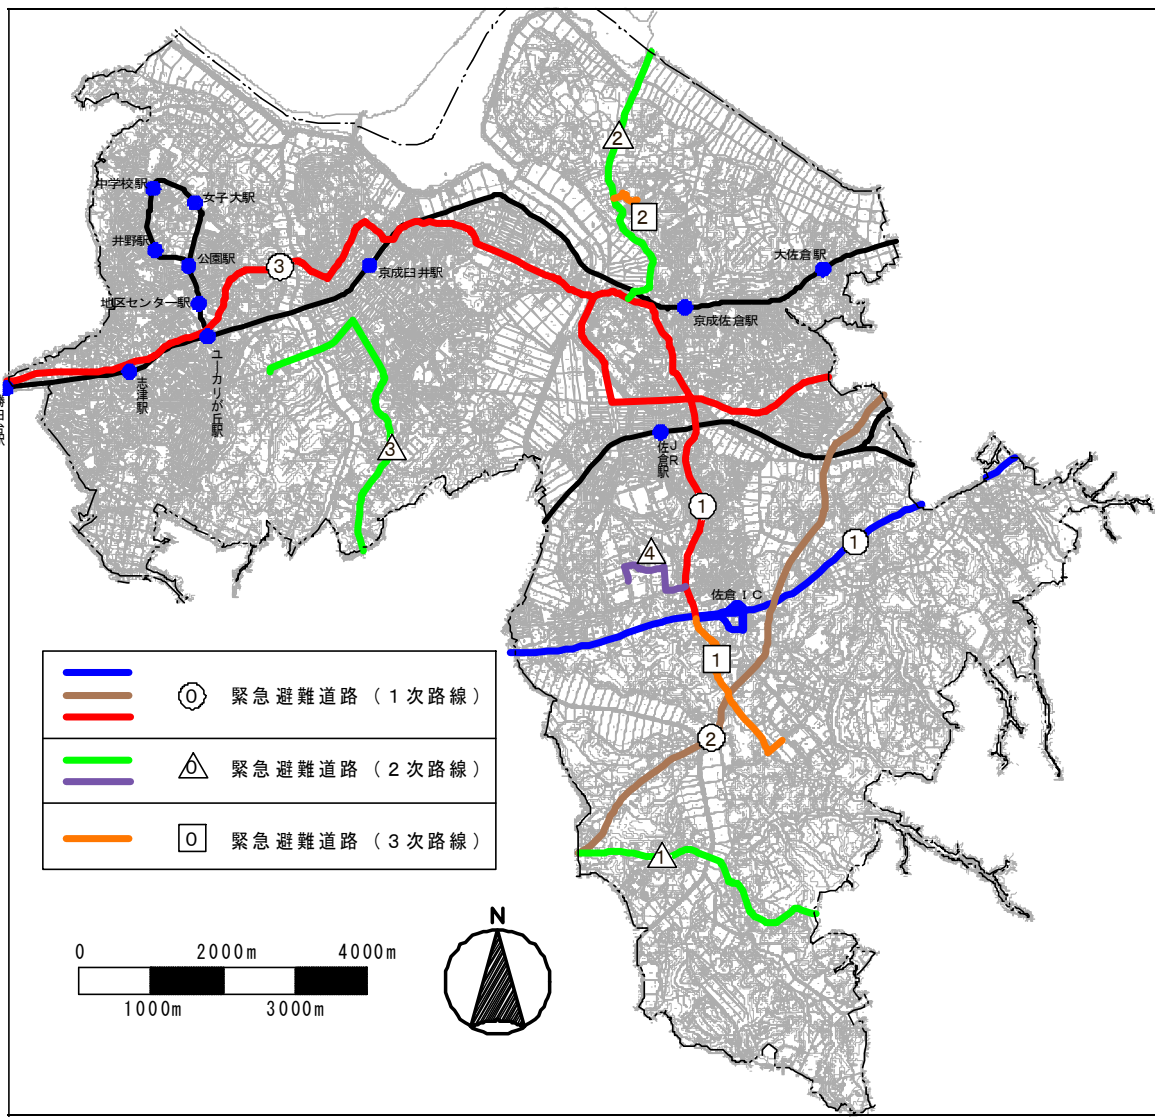 2
中学校駅
女子大駅
2
井野駅
公園駅
3
京成臼井駅
大佐倉駅
地区センター駅
京成佐倉駅
ユーカリが丘駅
志津駅
3
JR
佐倉駅
1
1
4
佐倉IC
1
0 緊急避難道路(1次路線)
2
0 緊急避難道路(2次路線)
0 緊急避難道路(3次路線)
1
N
0 2000m 4000m
1000m 3000m